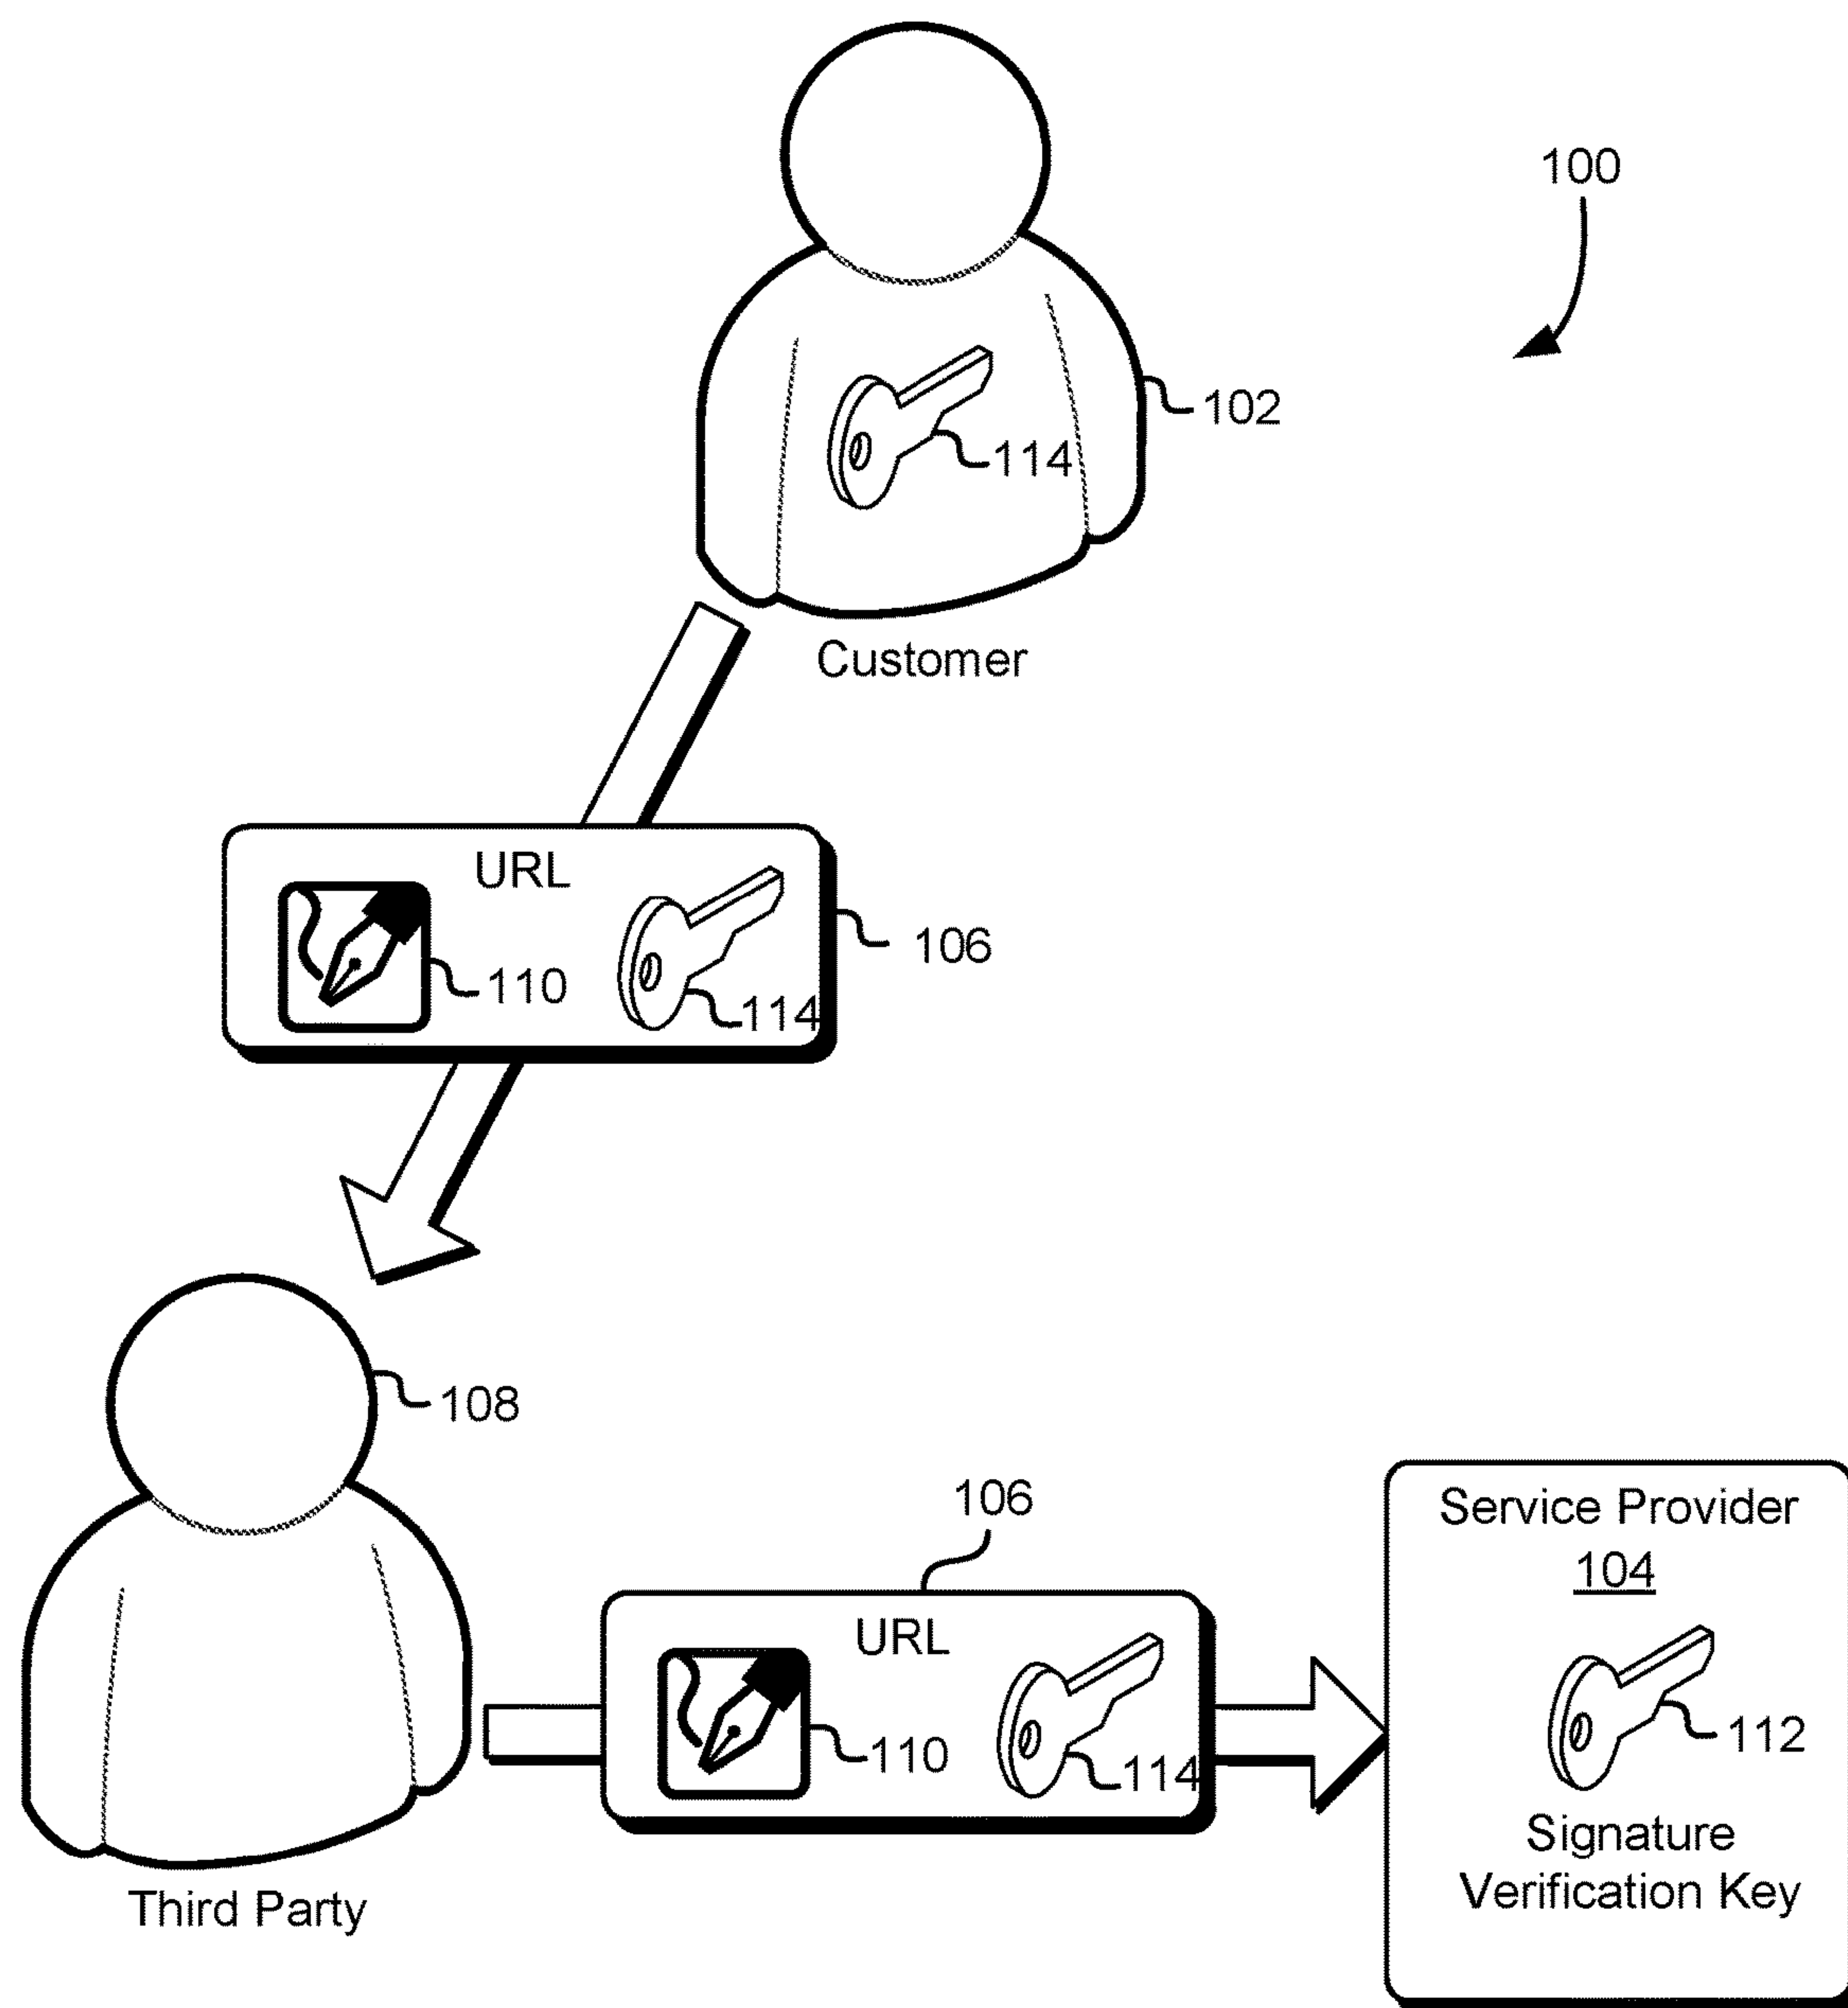 100
102
114
Customer
URL
106
110
114
108
106
Service Provider
104
URL
110
114
112
Signature
Verification Key
Third Party